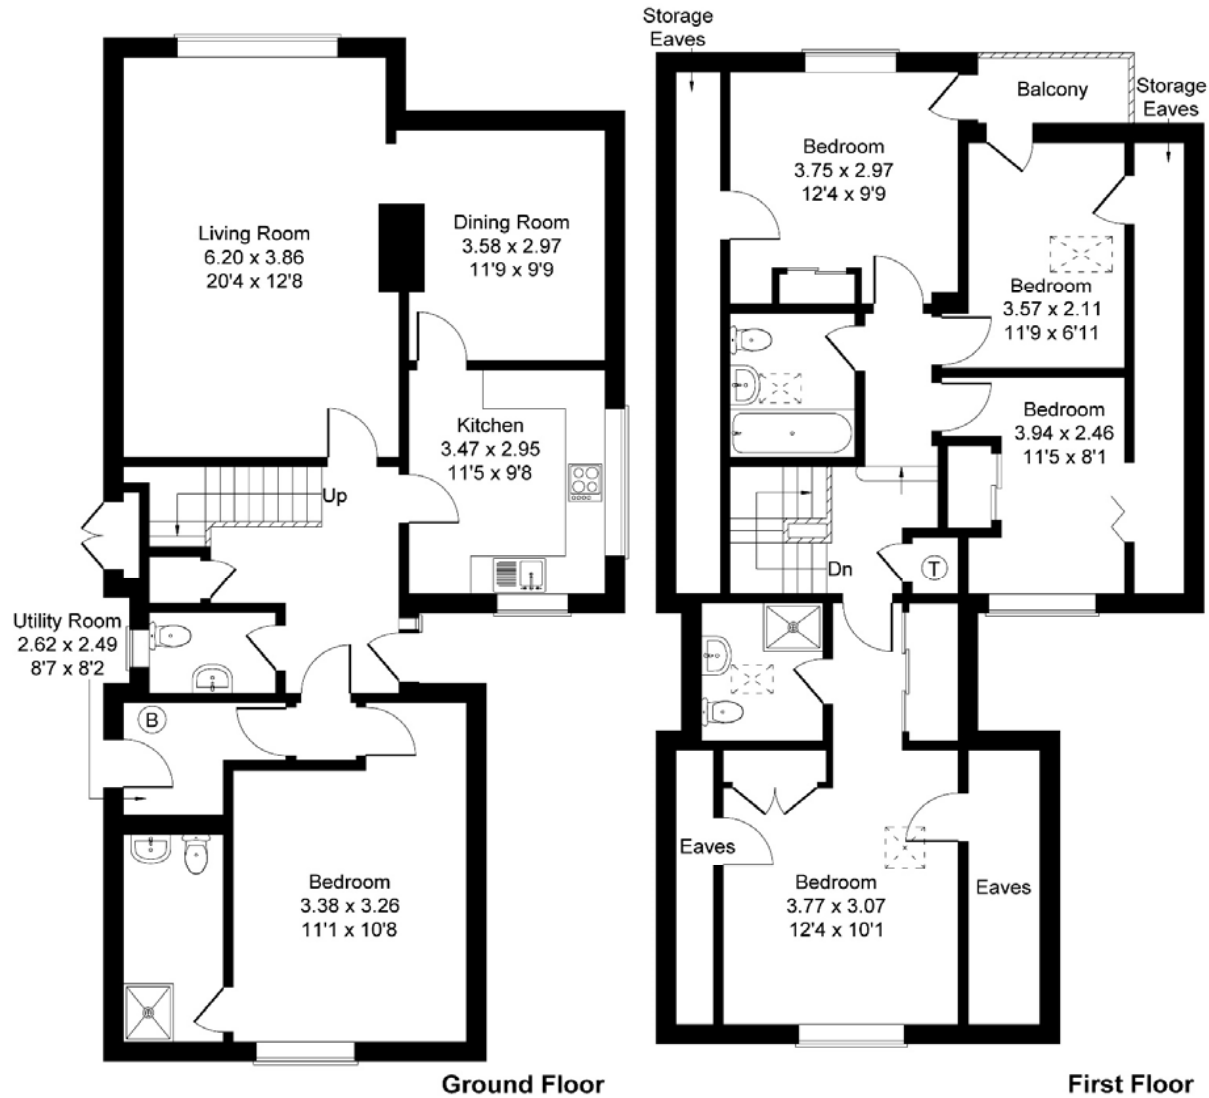 Living Room
6.20 x 3.86
20'4 x 12'8
Dining Room
3.58 x 2.97
11'9 x 9'9
Kitchen
3.47 x 2.95
11'5 x 9'8
Up
Utility Room
2.62 x 2.49
8'7 x 8'2
B
Bedroom
3.38 x 3.26
11'1 x 10'8
Ground Floor
Storage
Eaves
Balcony
Storage
Eaves
Bedroom
3.75 x 2.97
12'4 x 9'9
Bedroom
3.57 x 2.11
11'9 x 6'11
Bedroom
3.94 x 2.46
11'5 x 8'1
Dn
T
Eaves
Bedroom
3.77 x 3.07
12'4 x 10'1
Eaves
First Floor